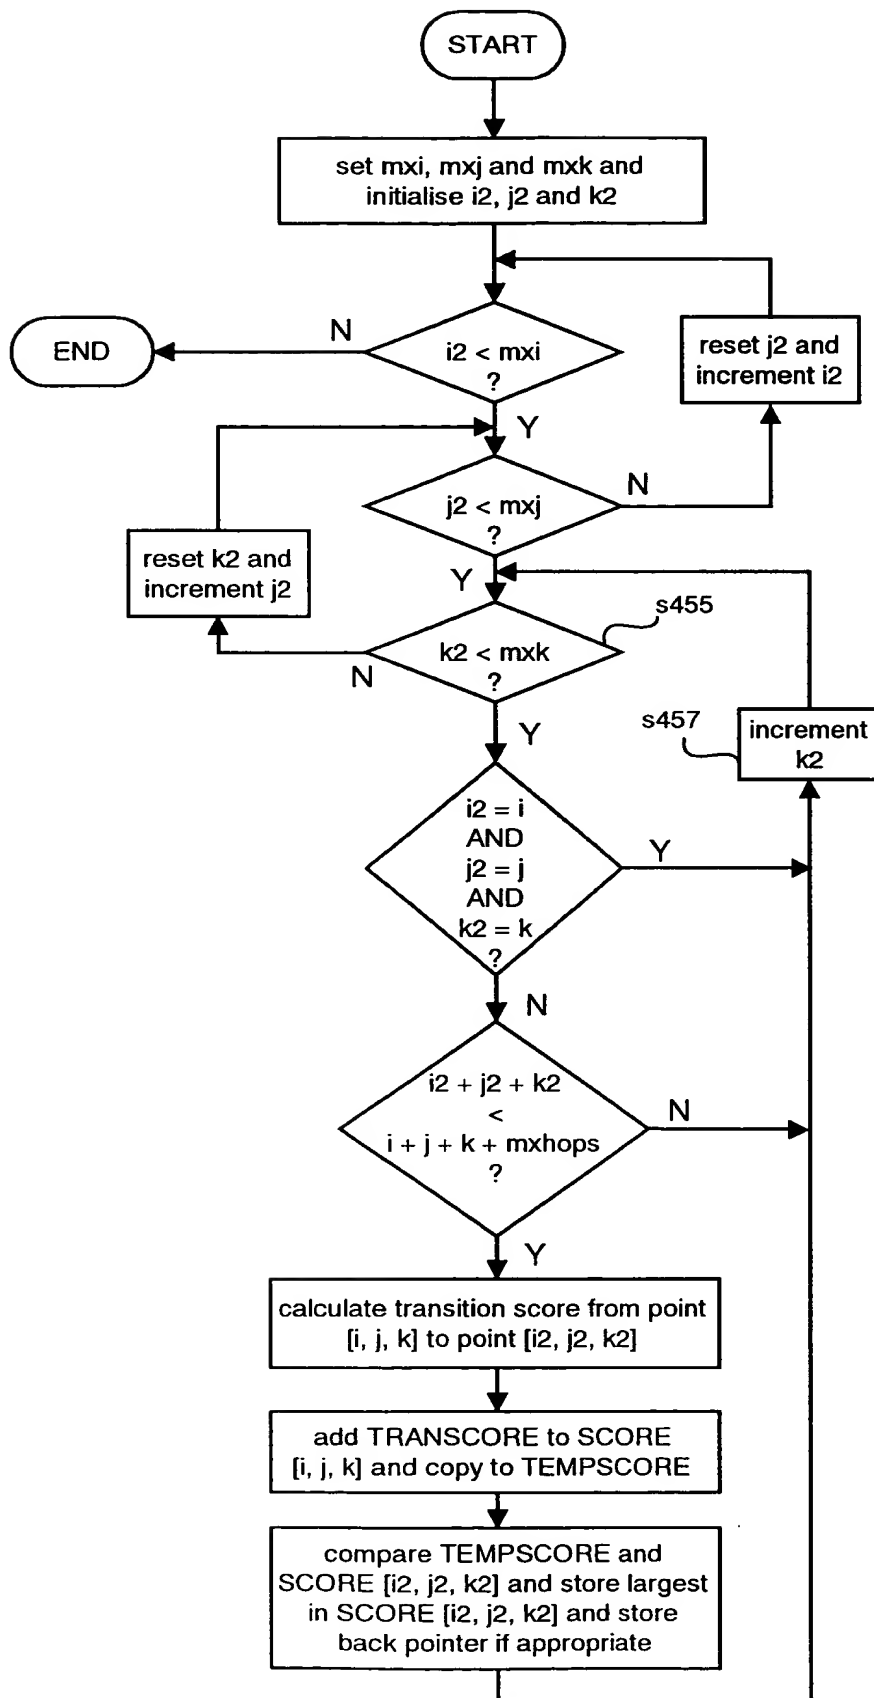 START
set mxi, mxj and mxk and
initialise i2, j2 and k2
N
END
i2 < mxi
?
reset j2 and
increment i2
Y
j2 < mxj
?
N
reset k2 and
increment j2
Y
s455
k2 < mxk
?
N
Y
s457
increment
k2
i2 = i
AND
j2 = j
AND
k2 = k
?
Y
N
i2 + j2 + k2
<
i + j + k + mxhops
?
N
Y
calculate transition score from point
[i, j, k] to point [i2, j2, k2]
add TRANSCORE to SCORE
[i, j, k] and copy to TEMPSCORE
compare TEMPSCORE and
SCORE [i2, j2, k2] and store largest
in SCORE [i2, j2, k2] and store
back pointer if appropriate